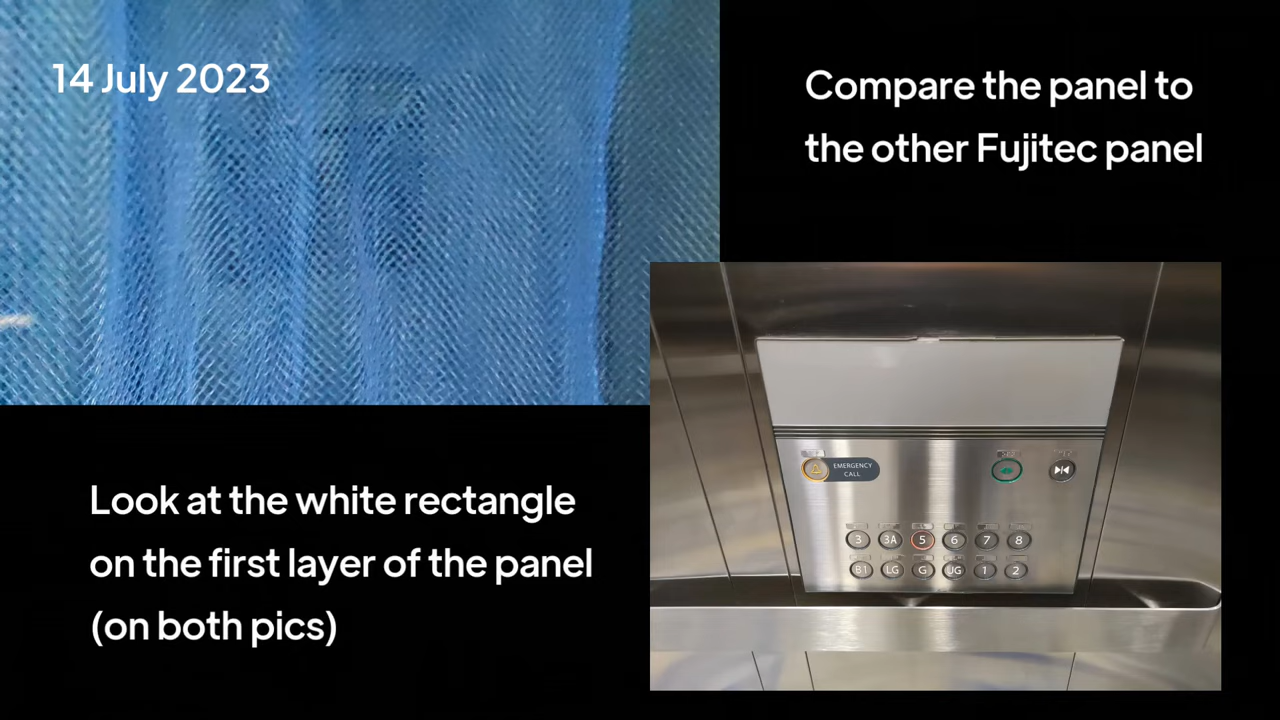 14 July 2023
Compare the panel to
the other Fujitec panel
Look at the white rectangle
on the first layer of the panel
(on both pics)
EMERGENCY
CALL
3 3A 5 6 7 8
B1 LG G UG 1 2